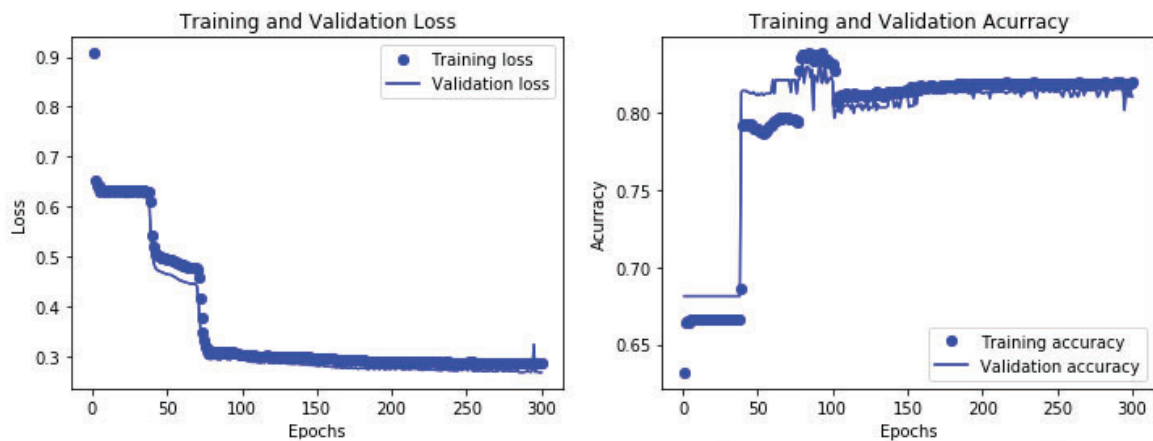 Training and Validation Loss
0.9
0.8
0.7
0.6
0.5
0.4
0.3
Loss
Training loss
Validation loss
0
50
100
150
200
250
300
Epochs
Training and Validation Acurracy
0.80
0.75
0.70
0.65
Acurracy
Training accuracy
Validation accuracy
0
50
100
150
200
250
300
Epochs